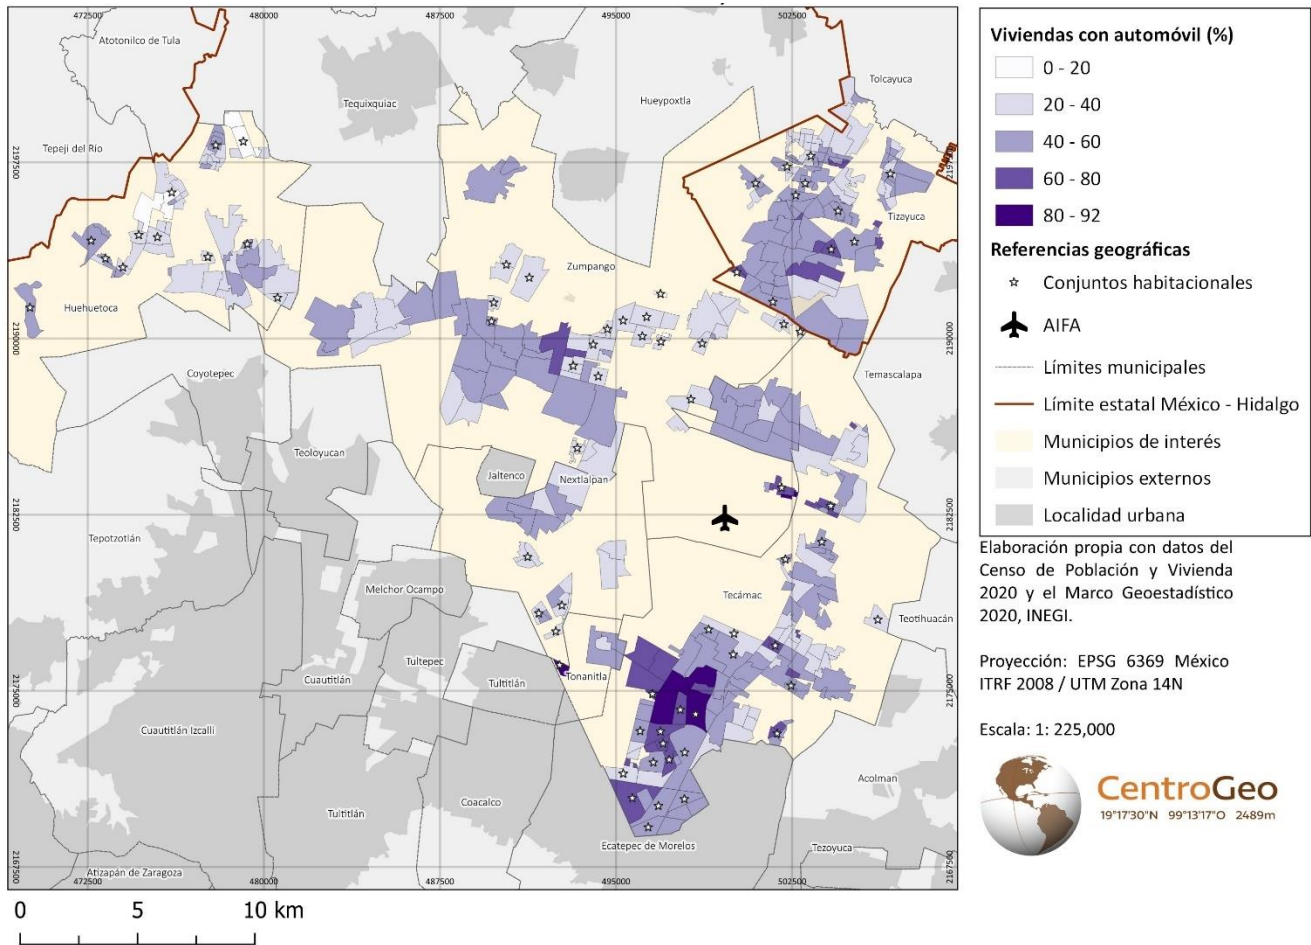 472500
480000
487500
495000
502500
Atotonilco de Tula
Tolcayuca
Tequixquiac
Hueypoxtla
Tepeji del Río
2197500
Tizayuca
Zumpango
Huehuetoca
2190000
2190000
Coyotepec
Temascalapa
Teoloyucan
Jaltenco
Nextlalpan
2182500
2182500
Tepotzotlán
Melchor Ocampo
Tecámac
Teotihuacán
Tultepec
Cuautitlán
Tultitlán
Tonanitla
2175000
2175000
Cuautitlán Izcalli
Acolman
Coacalco
Tultitlán
Ecatepec de Morelos
Tezoyuca
2167500
2167500
Atizapán de Zaragoza
472500
480000
487500
495000
502500
0 5 10 km
Viviendas con automóvil (%)
0 - 20
20 - 40
40 - 60
60 - 80
80 - 92
Referencias geográficas
Conjuntos habitacionales
AIFA
Límites municipales
Límite estatal México - Hidalgo
Municipios de interés
Municipios externos
Localidad urbana
Elaboración propia con datos del
Censo de Población y Vivienda
2020 y el Marco Geoestadístico
2020, INEGI.
Proyección: EPSG 6369 México
ITRF 2008 / UTM Zona 14N
Escala: 1: 225,000
CentroGeo
19°17'30"N 99°13'17"O 2489m